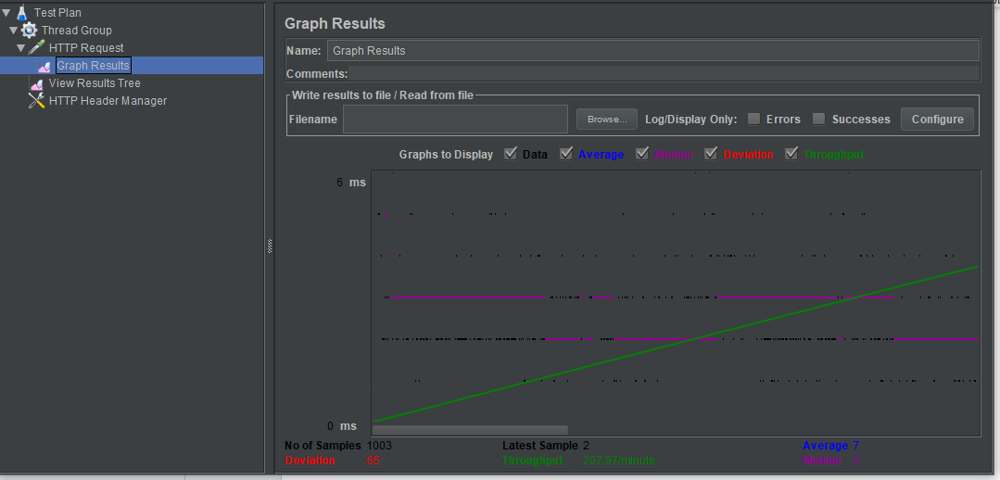 Test Plan
Thread Group
HTTP Request
Graph Results
View Results Tree
HTTP Header Manager
Graph Results
Name: Graph Results
Comments:
Write results to file / Read from file
Filename Browse... Log/Display Only: Errors Successes Configure
Graphs to Display Data Average Median Deviation Throughput
6 ms
0 ms
No of Samples 1003 Latest Sample 2 Average 7
Deviation 65 Throughput 207.97/minute Median 2